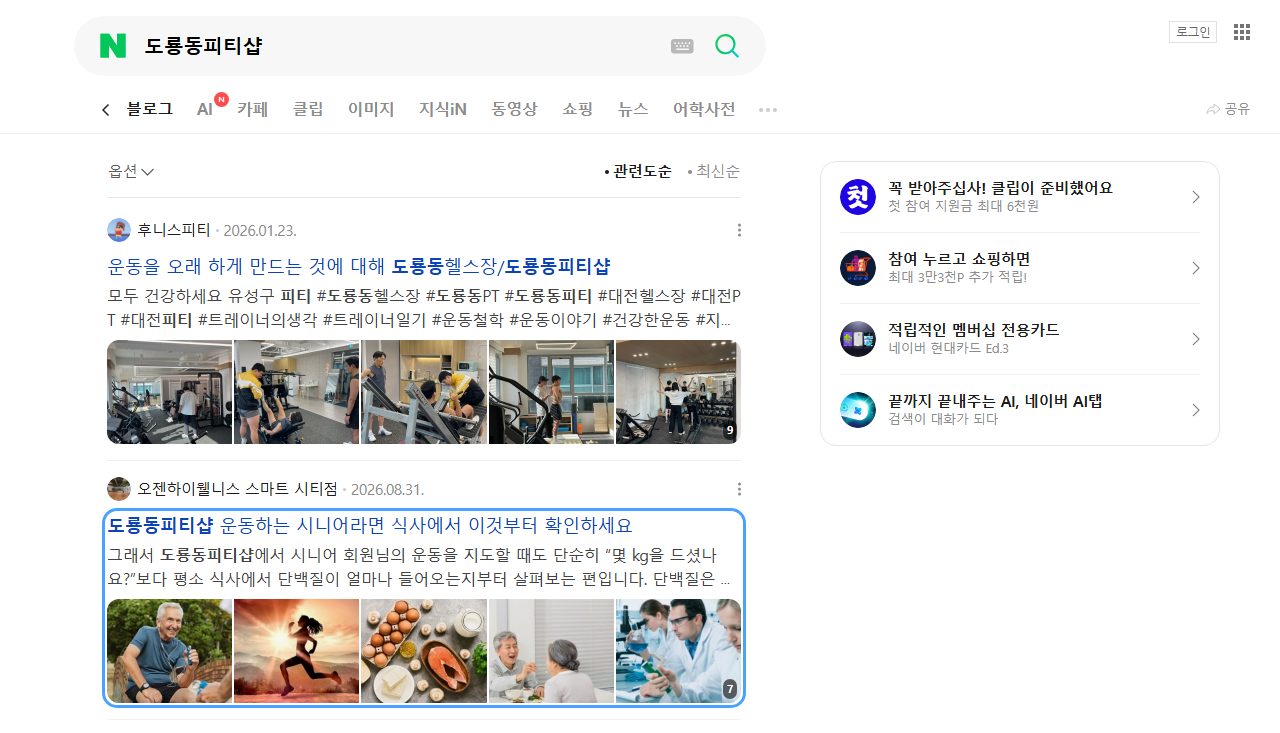 도룡동피티샵
로그인
블로그 AI N 카페 클립 이미지 지식iN 동영상 쇼핑 뉴스 어학사전
공유
옵션
관련도순 최신순
후니스피티 2026.01.23.
운동을 오래 하게 만드는 것에 대해 도룡동헬스장/도룡동피티샵
모두 건강하세요 유성구 피티 #도룡동헬스장 #도룡동PT #도룡동피티 #대전헬스장 #대전P
T #대전피티 #트레이너의생각 #트레이너일기 #운동철학 #운동이야기 #건강한운동 #지...
9
오젠하이웰니스 스마트 시티점 2026.08.31.
도룡동피티샵 운동하는 시니어라면 식사에서 이것부터 확인하세요
그래서 도룡동피티샵에서 시니어 회원님의 운동을 지도할 때도 단순히 “몇 kg을 드셨나
요?”보다 평소 식사에서 단백질이 얼마나 들어오는지부터 살펴보는 편입니다. 단백질은 ...
7
첫
꼭 받아주십사! 클립이 준비했어요
첫 참여 지원금 최대 6천원
참여 누르고 쇼핑하면
최대 3만3천P 추가 적립!
적립적인 멤버십 전용카드
네이버 현대카드 Ed.3
끝까지 끝내주는 AI, 네이버 AI탭
검색이 대화가 되다